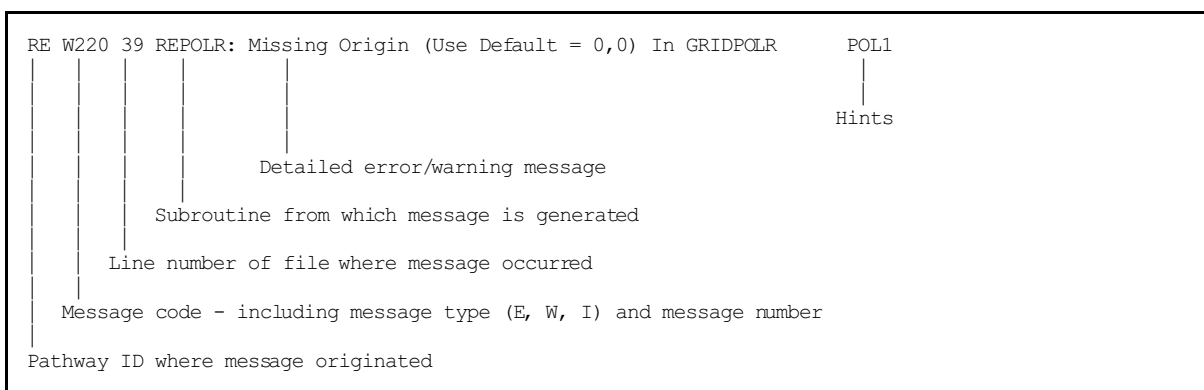 RE W220 39 REPOLR: Missing Origin (Use Default = 0,0) In GRIDPOLR POL1
Hints
Detailed error/warning message
Subroutine from which message is generated
Line number of file where message occurred
Message code - including message type (E, W, I) and message number
Pathway ID where message originated